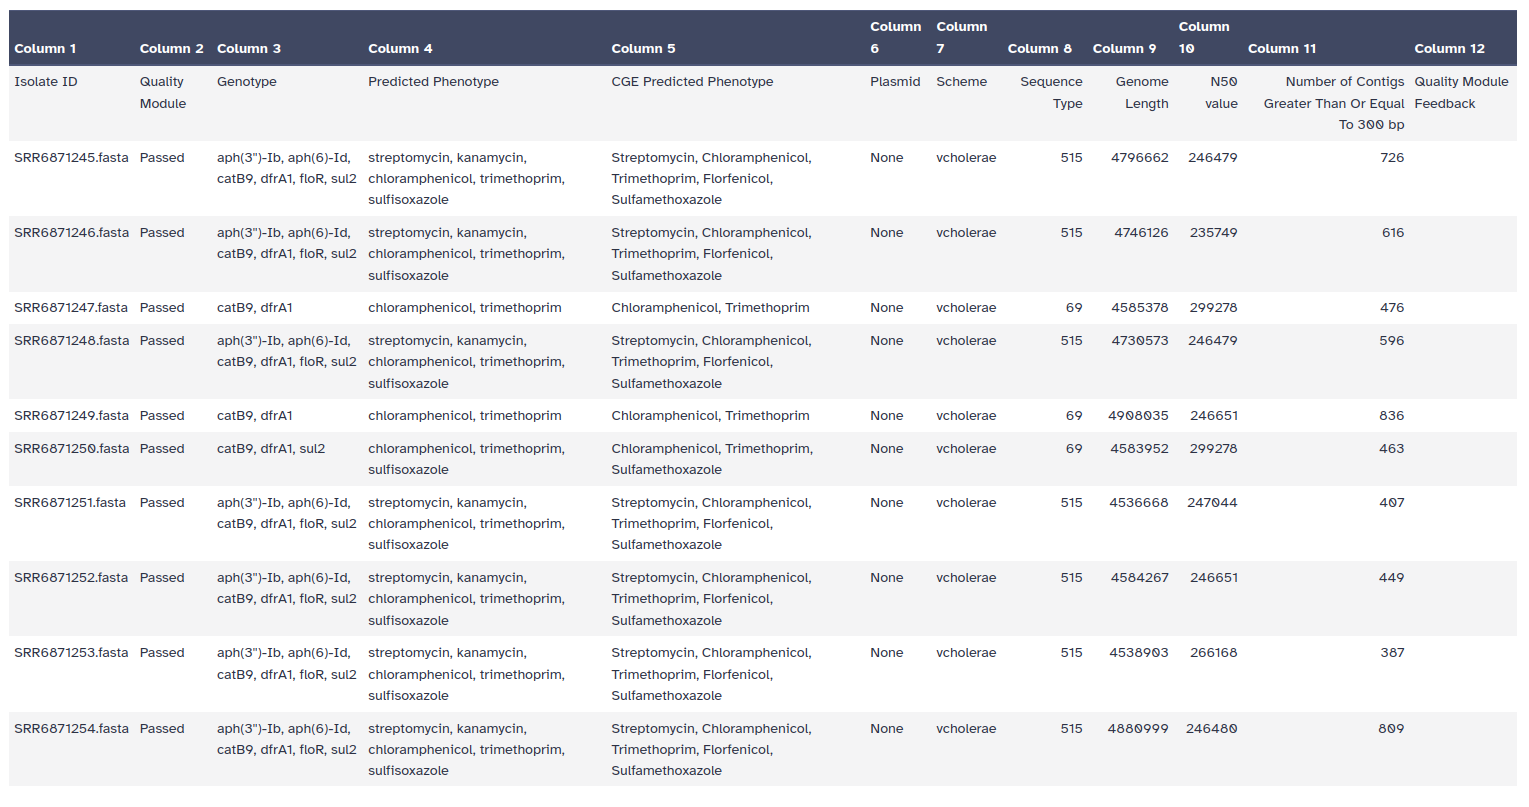 Column 1 Column 2 Column 3 Column 4 Column 5 Column 6 Column 7 Column 8 Column 9 Column 10 Column 11 Column 12
Isolate ID Quality Module Genotype Predicted Phenotype CGE Predicted Phenotype Plasmid Scheme Sequence Type Genome Length N50 value Number of Contigs Greater Than Or Equal To 300 bp Quality Module Feedback
SRR6871245.fasta Passed aph(3'')-Ib, aph(6)-Id, catB9, dfrA1, floR, sul2 streptomycin, kanamycin, chloramphenicol, trimethoprim, sulfisoxazole Streptomycin, Chloramphenicol, Trimethoprim, Florfenicol, Sulfamethoxazole None vcholerae 515 4796662 246479 726
SRR6871246.fasta Passed aph(3'')-Ib, aph(6)-Id, catB9, dfrA1, floR, sul2 streptomycin, kanamycin, chloramphenicol, trimethoprim, sulfisoxazole Streptomycin, Chloramphenicol, Trimethoprim, Florfenicol, Sulfamethoxazole None vcholerae 515 4746126 235749 616
SRR6871247.fasta Passed catB9, dfrA1 chloramphenicol, trimethoprim Chloramphenicol, Trimethoprim None vcholerae 69 4585378 299278 476
SRR6871248.fasta Passed aph(3'')-Ib, aph(6)-Id, catB9, dfrA1, floR, sul2 streptomycin, kanamycin, chloramphenicol, trimethoprim, sulfisoxazole Streptomycin, Chloramphenicol, Trimethoprim, Florfenicol, Sulfamethoxazole None vcholerae 515 4730573 246479 596
SRR6871249.fasta Passed catB9, dfrA1 chloramphenicol, trimethoprim Chloramphenicol, Trimethoprim None vcholerae 69 4908035 246651 836
SRR6871250.fasta Passed catB9, dfrA1, sul2 chloramphenicol, trimethoprim, sulfisoxazole Chloramphenicol, Trimethoprim, Sulfamethoxazole None vcholerae 69 4583952 299278 463
SRR6871251.fasta Passed aph(3'')-Ib, aph(6)-Id, catB9, dfrA1, floR, sul2 streptomycin, kanamycin, chloramphenicol, trimethoprim, sulfisoxazole Streptomycin, Chloramphenicol, Trimethoprim, Florfenicol, Sulfamethoxazole None vcholerae 515 4536668 247044 407
SRR6871252.fasta Passed aph(3'')-Ib, aph(6)-Id, catB9, dfrA1, floR, sul2 streptomycin, kanamycin, chloramphenicol, trimethoprim, sulfisoxazole Streptomycin, Chloramphenicol, Trimethoprim, Florfenicol, Sulfamethoxazole None vcholerae 515 4584267 246651 449
SRR6871253.fasta Passed aph(3'')-Ib, aph(6)-Id, catB9, dfrA1, floR, sul2 streptomycin, kanamycin, chloramphenicol, trimethoprim, sulfisoxazole Streptomycin, Chloramphenicol, Trimethoprim, Florfenicol, Sulfamethoxazole None vcholerae 515 4538903 266168 387
SRR6871254.fasta Passed aph(3'')-Ib, aph(6)-Id, catB9, dfrA1, floR, sul2 streptomycin, kanamycin, chloramphenicol, trimethoprim, sulfisoxazole Streptomycin, Chloramphenicol, Trimethoprim, Florfenicol, Sulfamethoxazole None vcholerae 515 4880999 246480 809